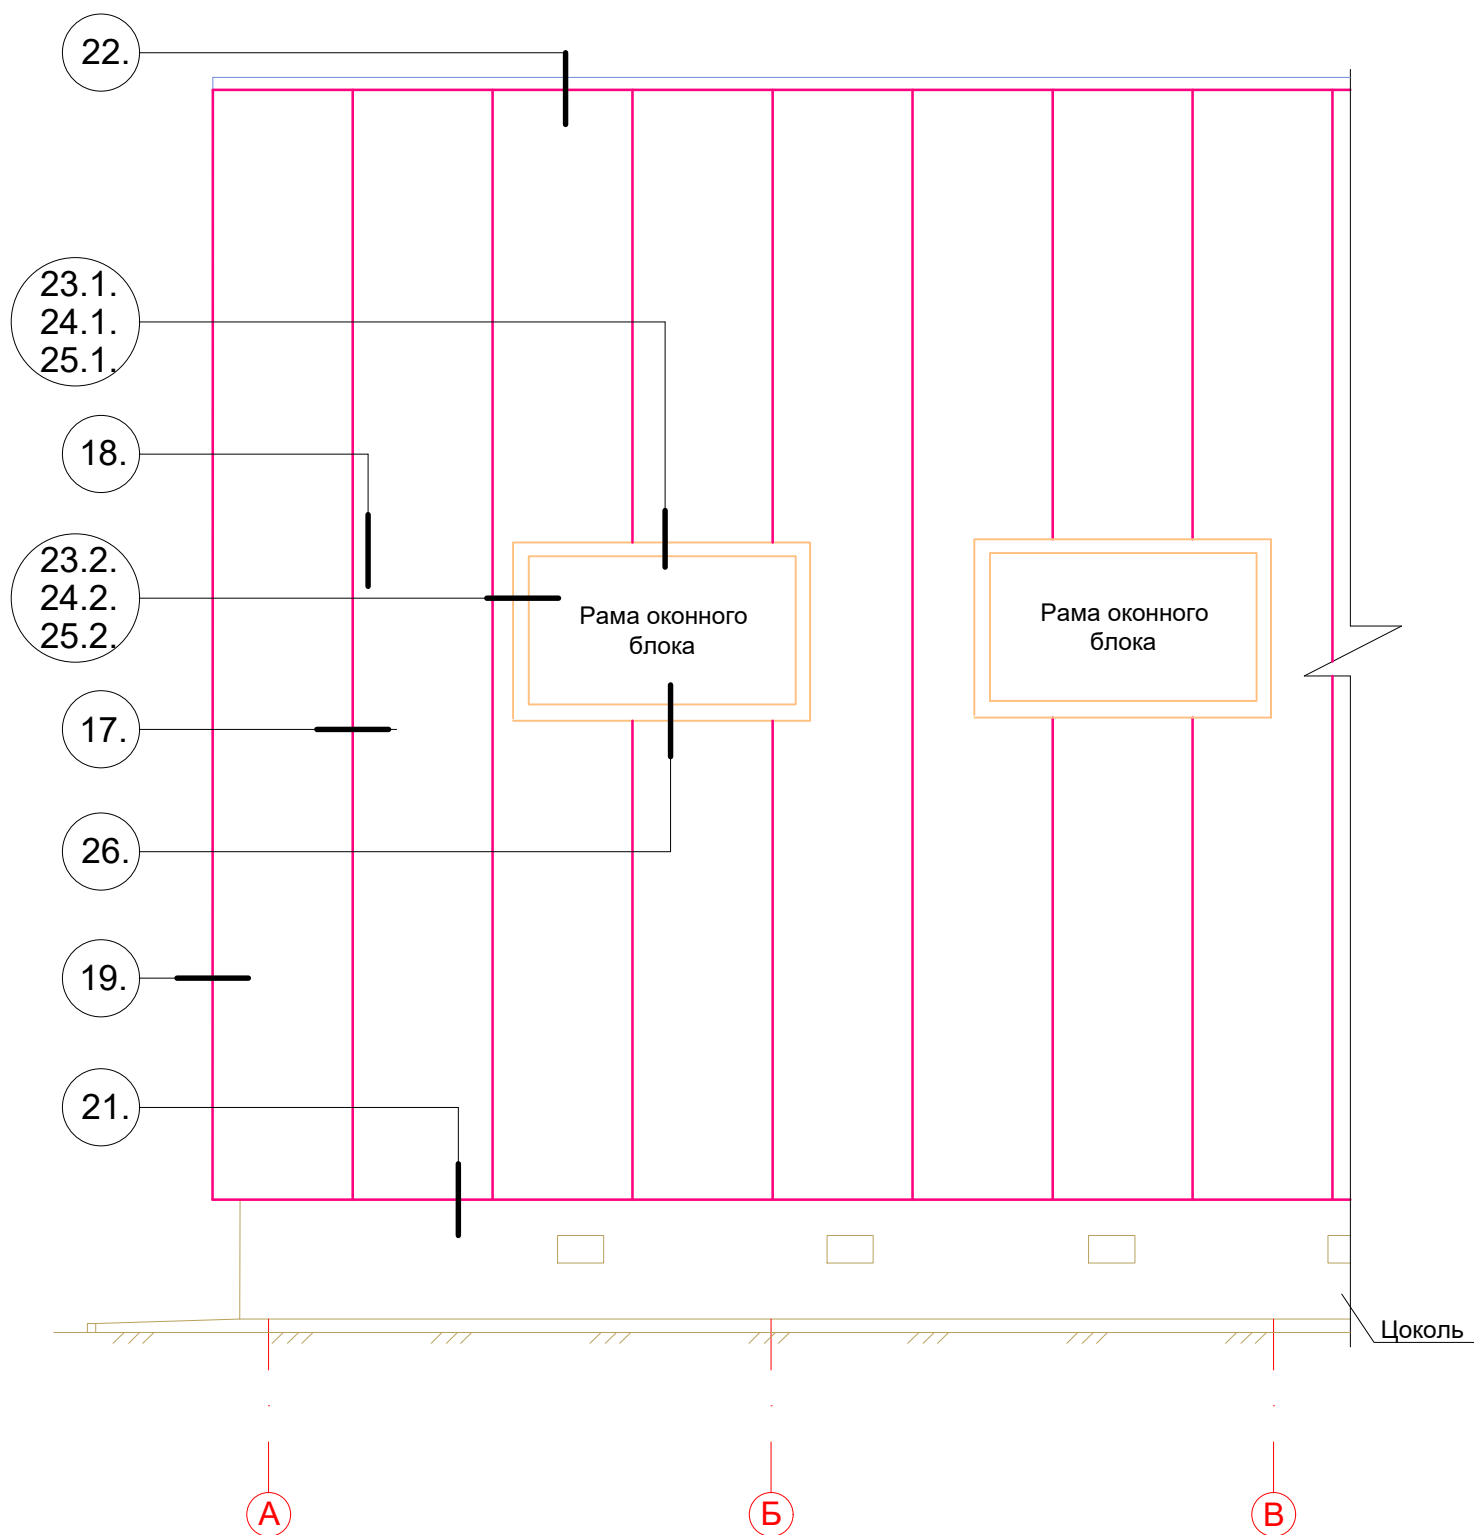 22.
23.1.
24.1.
25.1.
18.
23.2.
24.2.
25.2.
Рама оконного
блока
Рама оконного
блока
17.
26.
19.
21.
Цоколь
А
Б
В